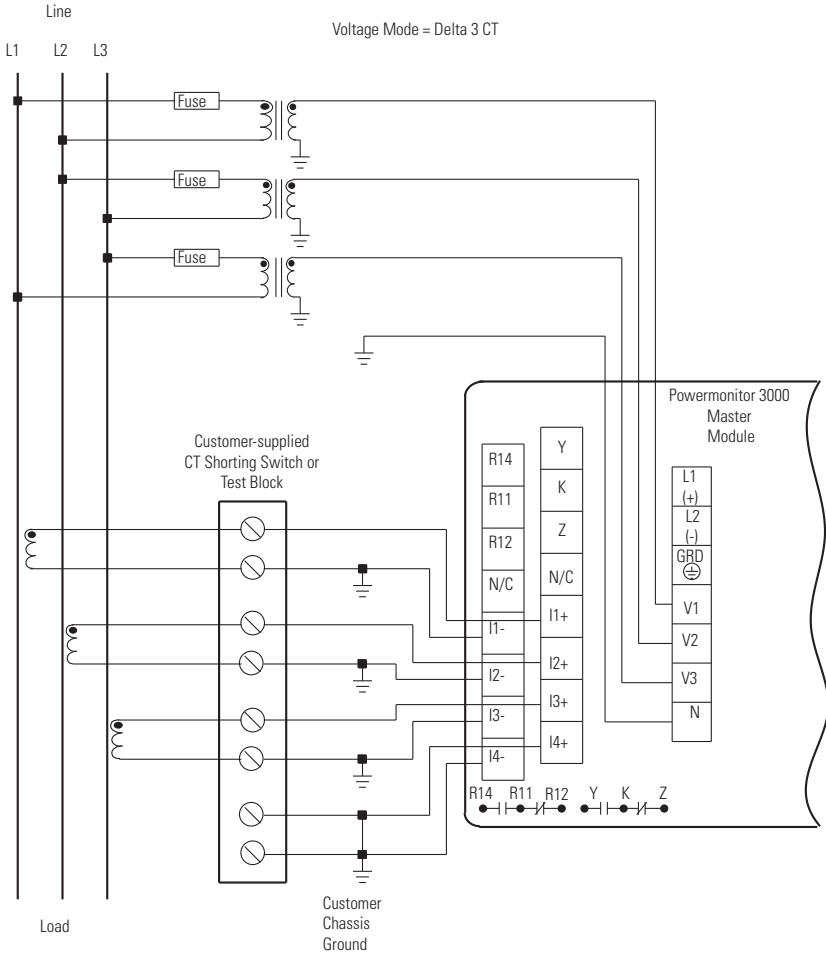 Line
Voltage Mode = Delta 3 CT
L1 L2 L3
Fuse
Fuse
Fuse
Powermonitor 3000
Master
Module
Customer-supplied
CT Shorting Switch or
Test Block
R14
R11
R12
N/C
I1-
I2-
I3-
I4-
Y
K
Z
N/C
I1+
I2+
I3+
I4+
L1
(+)
L2
(-)
GRD
V1
V2
V3
N
R14 R11 R12 Y K Z
Customer
Chassis
Ground
Load